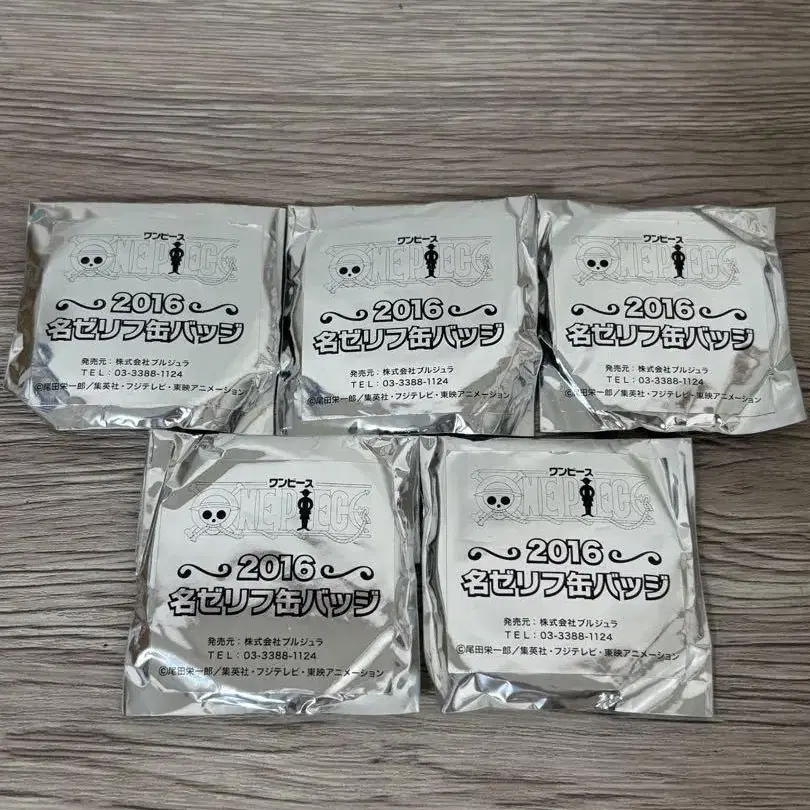 ワンピース
ONE PIECE
2016
名ゼリフ缶バッジ
発売元：株式会社ブルジュラ
TEL：03-3388-1124
©尾田栄一郎／集英社・フジテレビ・東映アニメーション
ワンピース
ONE PIECE
2016
名ゼリフ缶バッジ
発売元：株式会社ブルジュラ
TEL：03-3388-1124
©尾田栄一郎／集英社・フジテレビ・東映アニメーション
ワンピース
ONE PIECE
2016
名ゼリフ缶バッジ
発売元：株式会社ブルジュラ
TEL：03-3388-1124
©尾田栄一郎／集英社・フジテレビ・東映アニメーション
ワンピース
ONE PIECE
2016
名ゼリフ缶バッジ
発売元：株式会社ブルジュラ
TEL：03-3388-1124
©尾田栄一郎／集英社・フジテレビ・東映アニメーション
ワンピース
ONE PIECE
2016
名ゼリフ缶バッジ
発売元：株式会社ブルジュラ
TEL：03-3388-1124
©尾田栄一郎／集英社・フジテレビ・東映アニメーション